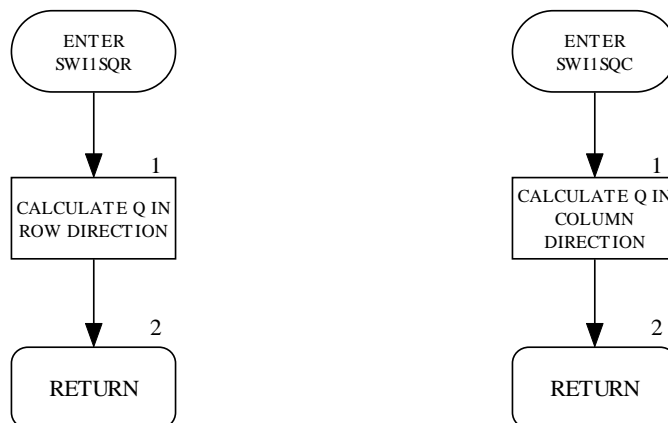 ENTER
SWI1SQR
1
CALCULATE Q IN
ROW DIRECTION
2
RETURN
ENTER
SWI1SQC
1
CALCULATE Q IN
COLUMN
DIRECTION
2
RETURN